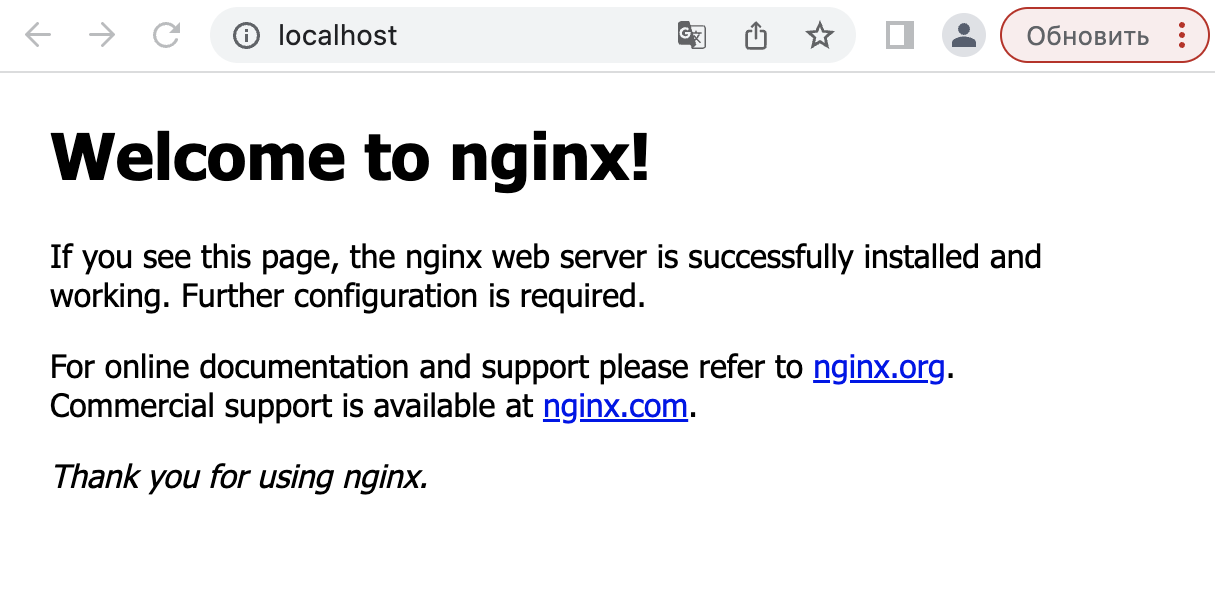 localhost
Обновить
Welcome to nginx!
If you see this page, the nginx web server is successfully installed and
working. Further configuration is required.
For online documentation and support please refer to nginx.org.
Commercial support is available at nginx.com.
Thank you for using nginx.